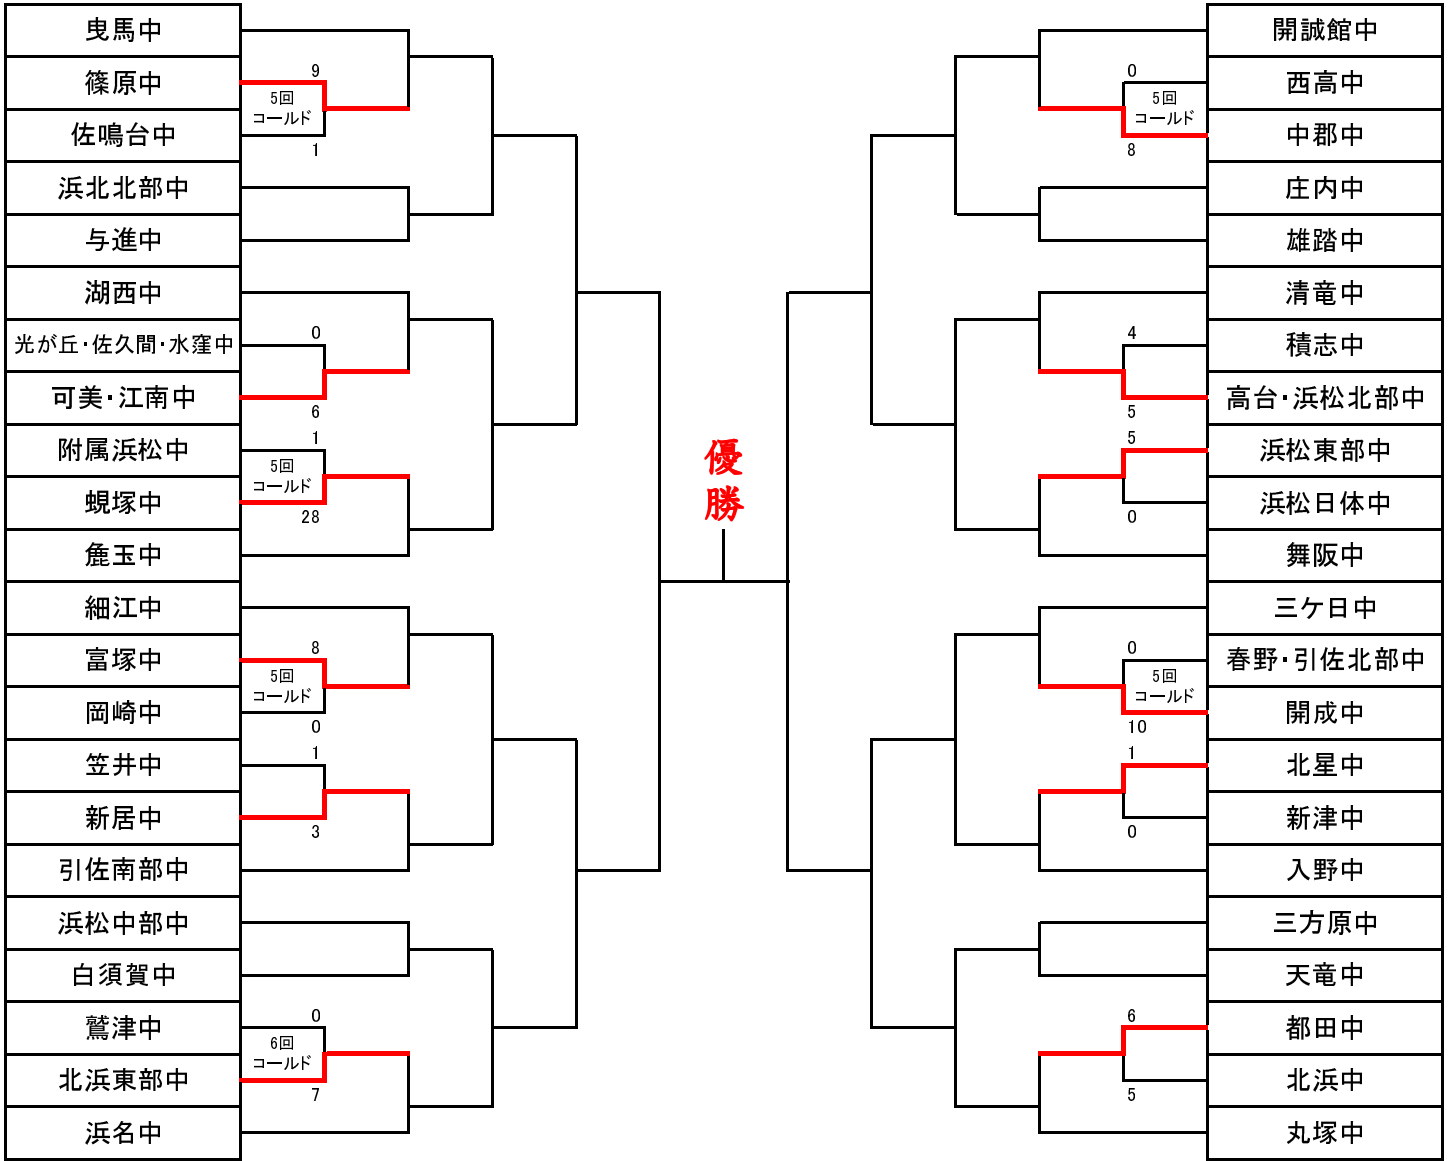 曳馬中
篠原中
佐鳴台中
浜北北部中
与進中
湖西中
光が丘・佐久間・水窪中
可美・江南中
附属浜松中
蜆塚中
麁玉中
細江中
富塚中
岡崎中
笠井中
新居中
引佐南部中
浜松中部中
白須賀中
鷲津中
北浜東部中
浜名中
9
5回
コールド
1
0
6
1
5回
コールド
28
8
5回
コールド
0
1
3
0
6回
コールド
7
優
勝
0
5回
コールド
8
4
5
5
0
0
5回
コールド
10
1
0
6
5
開誠館中
西高中
中郡中
庄内中
雄踏中
清竜中
積志中
高台・浜松北部中
浜松東部中
浜松日体中
舞阪中
三ケ日中
春野・引佐北部中
開成中
北星中
新津中
入野中
三方原中
天竜中
都田中
北浜中
丸塚中